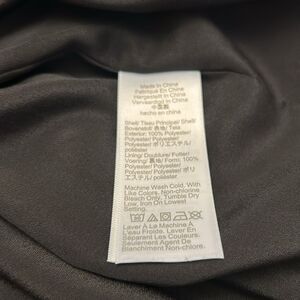 Made In China
Fabriqué En Chine
Hergestellt In China
Vervaardigd In China
中国製
hecho en china
Shell/ Tissu Principal/ Shell/
Bovenstof/ 表地/ Tela
Exterior: 100% Polyester/
Polyester/ Polyester/
Polyester/ ポリエステル/
poliéster
Lining/ Doublure/ Futter/
Voering/ 裏地/ Forro: 100%
Polyester/ Polyester/
Polyester/ Polyester/ ポリ
エステル/ poliéster
Machine Wash Cold, With
Like Colors. Non-chlorine
Bleach Only, Tumble Dry
Low, Iron On Lowest
Setting.
Laver À La Machine À
L'eau Froide. Laver En
Séparant Les Couleurs.
Seulement Agent De
Blanchiment Non-chlore.